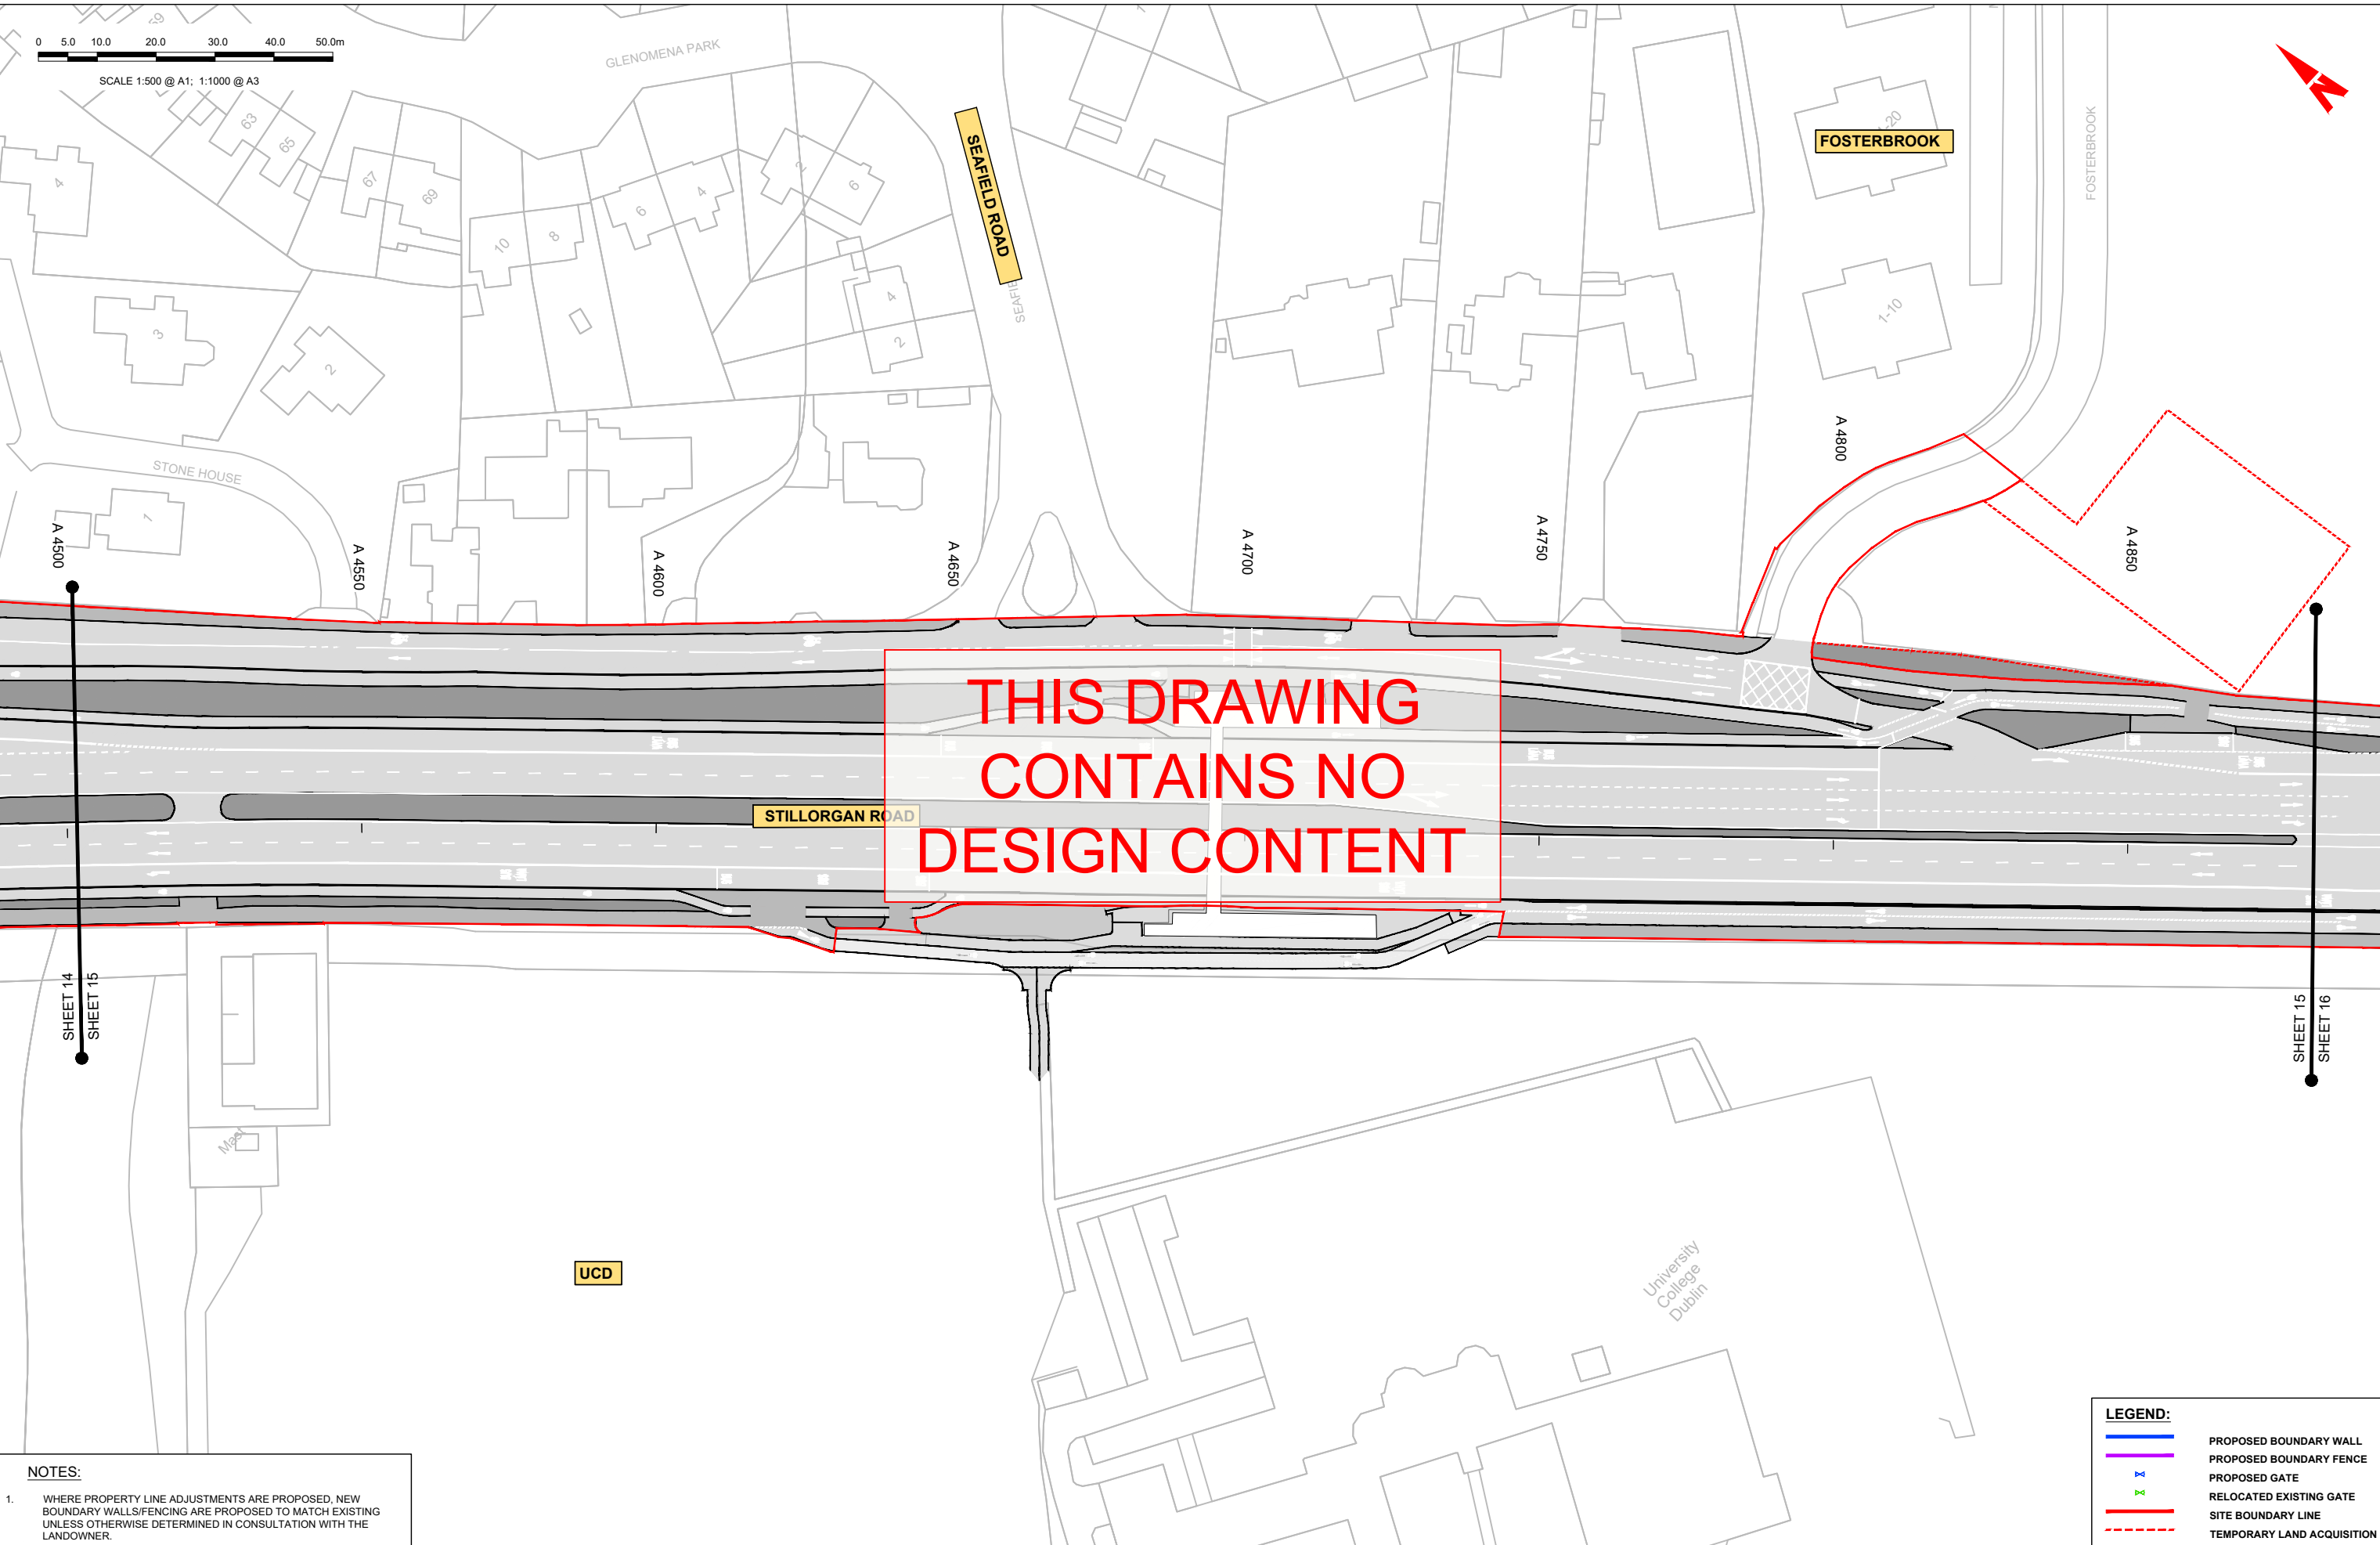 0 5.0 10.0 20.0 30.0 40.0 50.0m
SCALE 1:500 @ A1; 1:1000 @ A3
GLENOMENA PARK
SEAFIELD ROAD
FOSTERBROOK
FOSTERBROOK
59
63
65
67
69
4
10
8
6
4
2
6
4
2
3
2
1
1-10
STONE HOUSE
A 4500
A 4550
A 4600
A 4650
A 4700
A 4750
A 4800
A 4850
THIS DRAWING
CONTAINS NO
DESIGN CONTENT
STILLORGAN ROAD
SHEET 14
SHEET 15
SHEET 15
SHEET 16
Mast
UCD
University
College
Dublin
NOTES:
1. WHERE PROPERTY LINE ADJUSTMENTS ARE PROPOSED, NEW
BOUNDARY WALLS/FENCING ARE PROPOSED TO MATCH EXISTING
UNLESS OTHERWISE DETERMINED IN CONSULTATION WITH THE
LANDOWNER.
LEGEND:
PROPOSED BOUNDARY WALL
PROPOSED BOUNDARY FENCE
PROPOSED GATE
RELOCATED EXISTING GATE
SITE BOUNDARY LINE
TEMPORARY LAND ACQUISITION